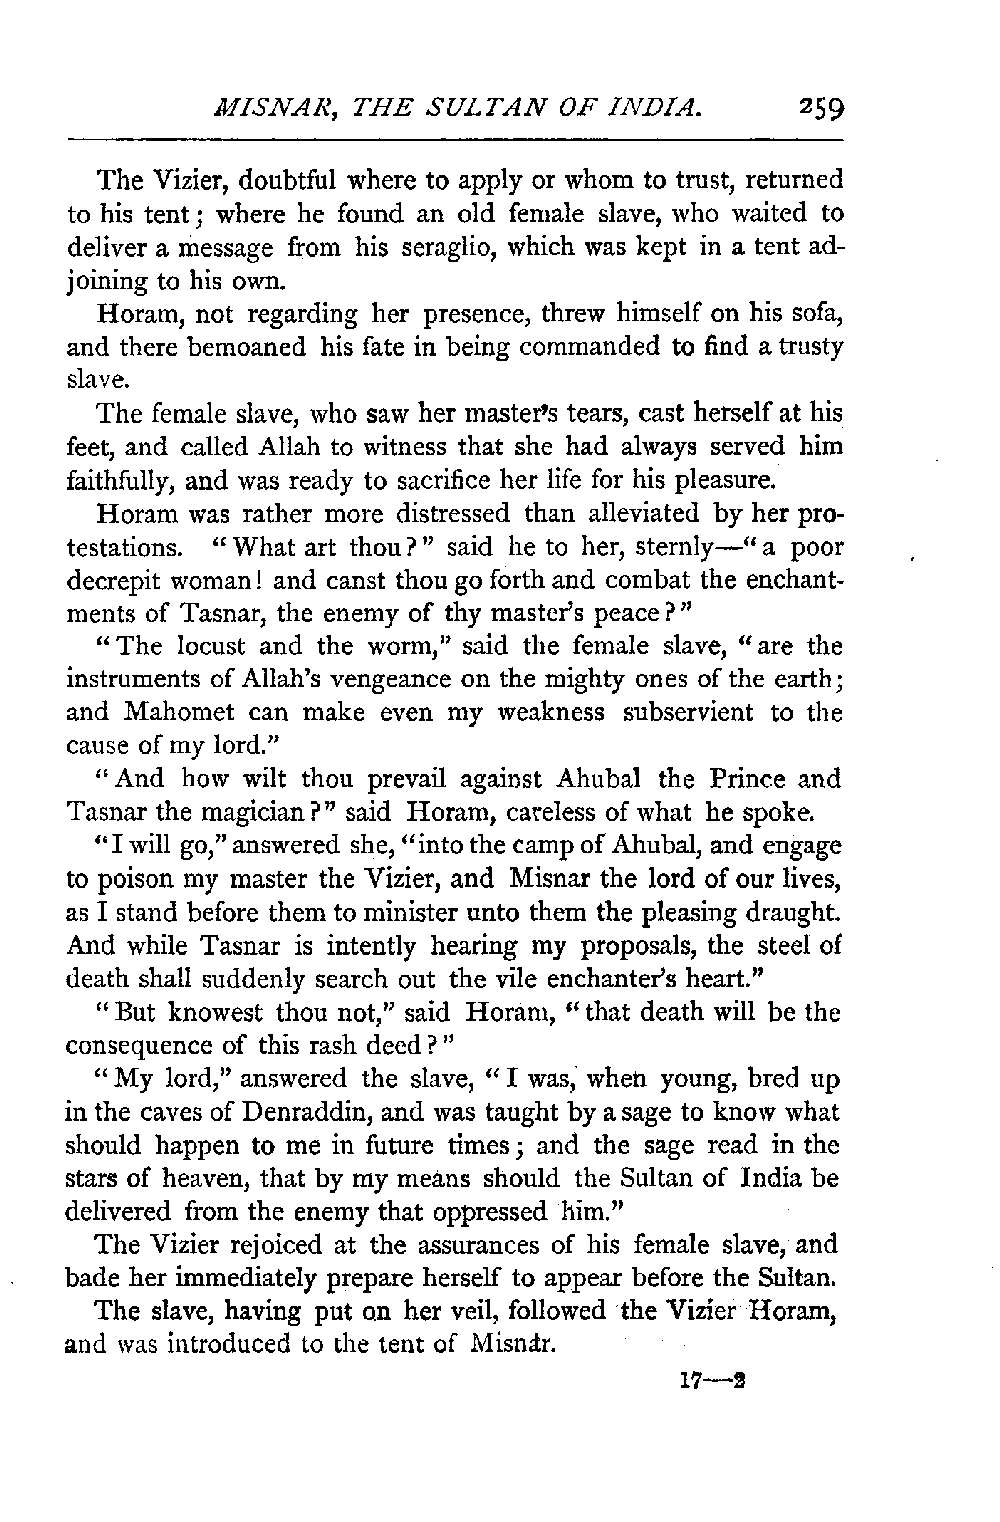 MISNAR, THE SULTAN OF INDIA. 259
The Vizier, doubtful where to apply or whom to trust, returned
to his tent; where he found an old female slave, who waited to
deliver a message from his seraglio, which was kept in a tent ad-
joining to his own.
Horam, not regarding her presence, threw himself on his sofa,
and there bemoaned his fate in being commanded to find a trusty
slave.
The female slave, who saw her master's tears, cast herself at his
feet, and called Allah to witness that she had always served him
faithfully, and was ready to sacrifice her life for his pleasure.
Horam was rather more distressed than alleviated by her pro-
testations. "What art thou?" said he to her, sternly—"a poor
decrepit woman! and canst thou go forth and combat the enchant-
ments of Tasnar, the enemy of thy master's peace?"
"The locust and the worm," said the female slave, "are the
instruments of Allah's vengeance on the mighty ones of the earth;
and Mahomet can make even my weakness subservient to the
cause of my lord."
"And how wilt thou prevail against Ahubal the Prince and
Tasnar the magician?" said Horam, careless of what he spoke.
"I will go," answered she, "into the camp of Ahubal, and engage
to poison my master the Vizier, and Misnar the lord of our lives,
as I stand before them to minister unto them the pleasing draught.
And while Tasnar is intently hearing my proposals, the steel of
death shall suddenly search out the vile enchanter's heart."
"But knowest thou not," said Horam, "that death will be the
consequence of this rash deed?"
"My lord," answered the slave, "I was, when young, bred up
in the caves of Denraddin, and was taught by a sage to know what
should happen to me in future times; and the sage read in the
stars of heaven, that by my means should the Sultan of India be
delivered from the enemy that oppressed him."
The Vizier rejoiced at the assurances of his female slave, and
bade her immediately prepare herself to appear before the Sultan.
The slave, having put on her veil, followed the Vizier Horam,
and was introduced to the tent of Misnar.
17—2